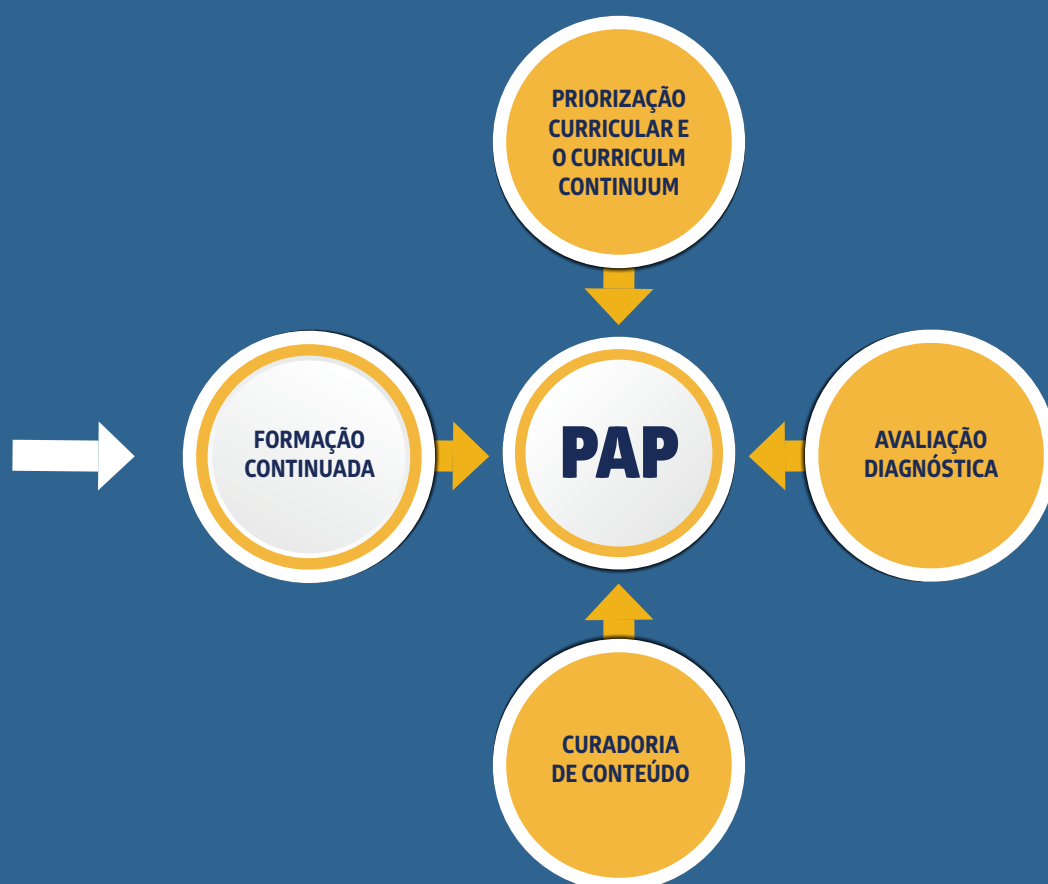 PRIORIZAÇÃO
CURRICULAR E
O CURRICULM
CONTINUUM
FORMAÇÃO
CONTINUADA
PAP
AVALIAÇÃO
DIAGNÓSTICA
CURADORIA
DE CONTEÚDO